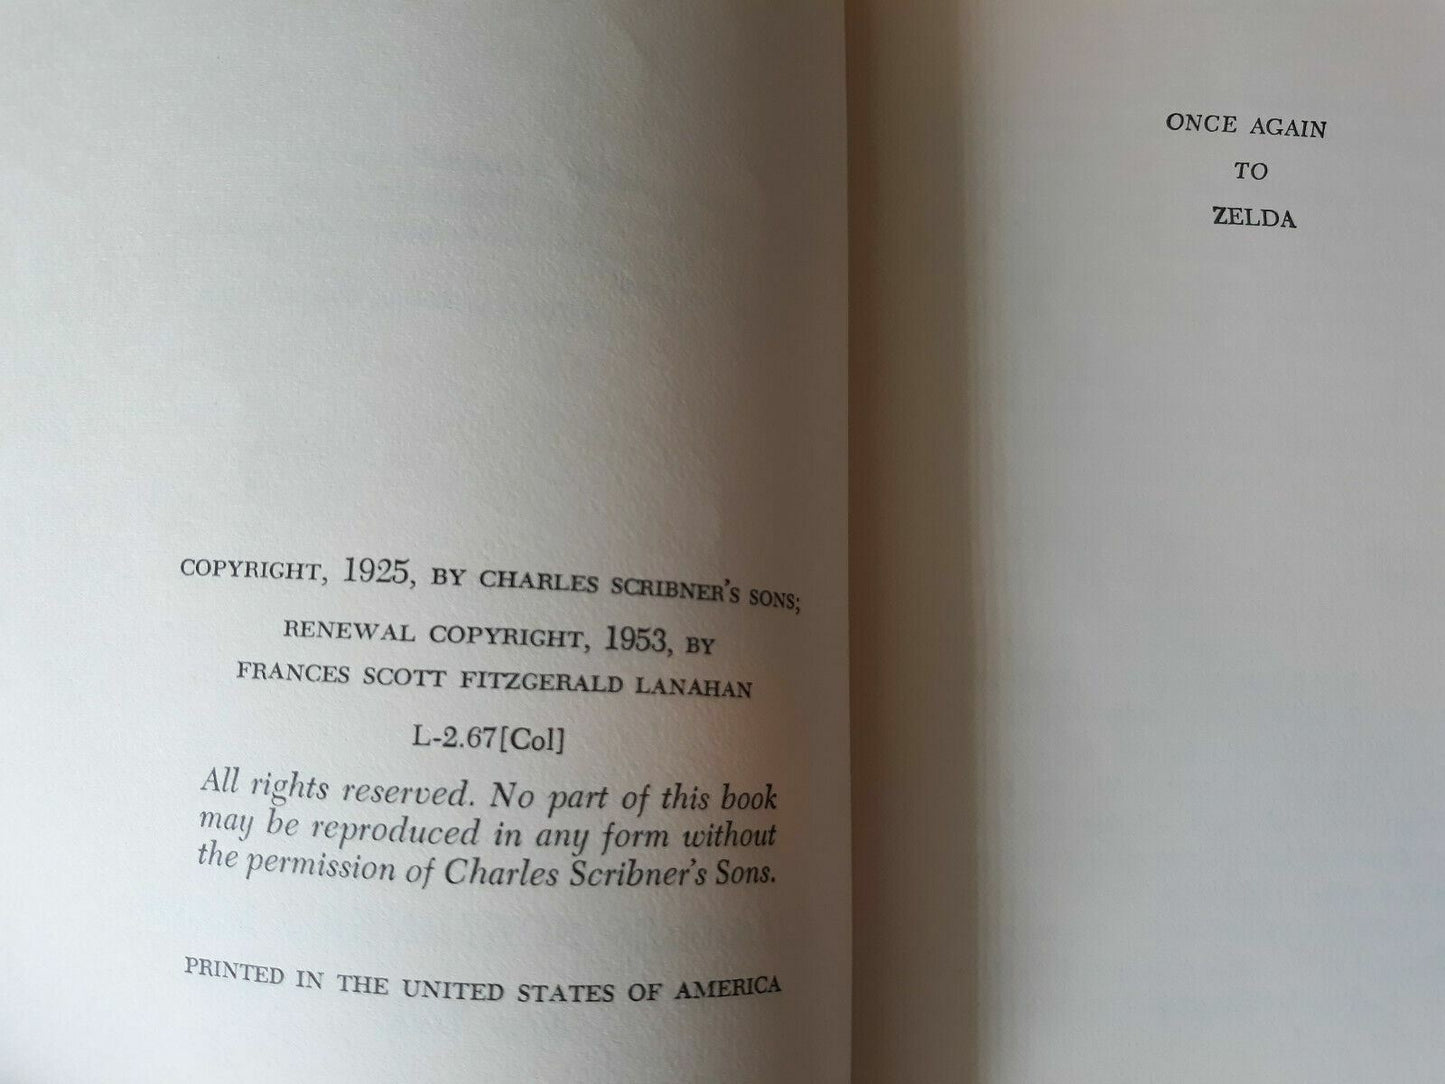 COPYRIGHT, 1925, BY CHARLES SCRIBNER'S SONS;
RENEWAL COPYRIGHT, 1953, BY
FRANCES SCOTT FITZGERALD LANAHAN
L-2.67[Col]
All rights reserved. No part of this book
may be reproduced in any form without
the permission of Charles Scribner's Sons.
PRINTED IN THE UNITED STATES OF AMERICA
ONCE AGAIN
TO
ZELDA